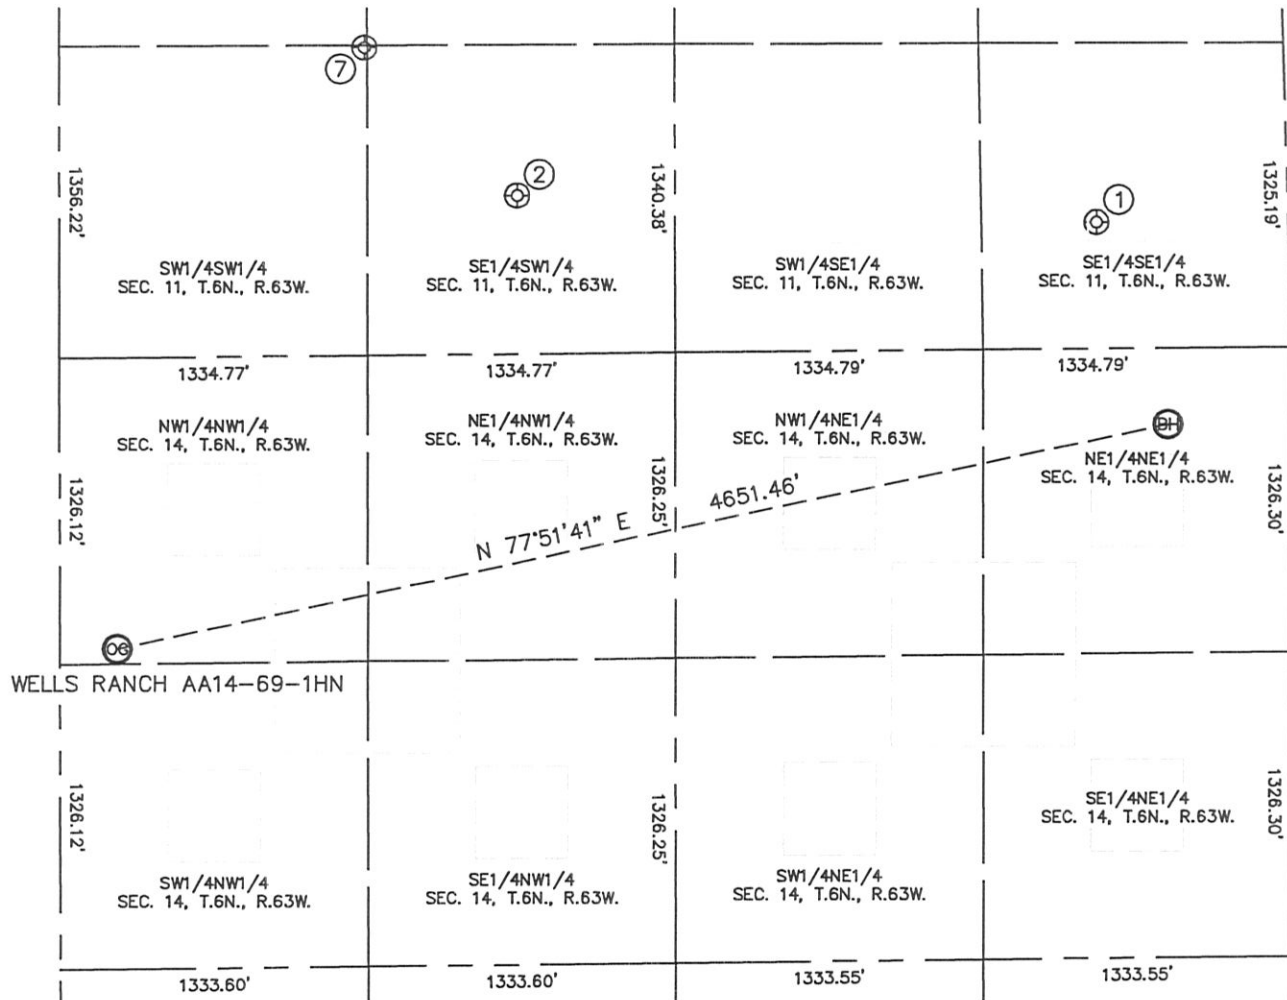 7
2
1
1356.22'
1340.38'
1325.19'
SW1/4SW1/4
SEC. 11, T.6N., R.63W.
SE1/4SW1/4
SEC. 11, T.6N., R.63W.
SW1/4SE1/4
SEC. 11, T.6N., R.63W.
SE1/4SE1/4
SEC. 11, T.6N., R.63W.
1334.77'
1334.77'
1334.79'
1334.79'
NW1/4NW1/4
SEC. 14, T.6N., R.63W.
NE1/4NW1/4
SEC. 14, T.6N., R.63W.
NW1/4NE1/4
SEC. 14, T.6N., R.63W.
BH
NE1/4NE1/4
SEC. 14, T.6N., R.63W.
1326.12'
1326.25'
1326.30'
N 77°51'41" E
4651.46'
OG
WELLS RANCH AA14-69-1HN
1326.12'
1326.25'
1326.30'
SE1/4NE1/4
SEC. 14, T.6N., R.63W.
SW1/4NW1/4
SEC. 14, T.6N., R.63W.
SE1/4NW1/4
SEC. 14, T.6N., R.63W.
SW1/4NE1/4
SEC. 14, T.6N., R.63W.
1333.60'
1333.60'
1333.55'
1333.55'